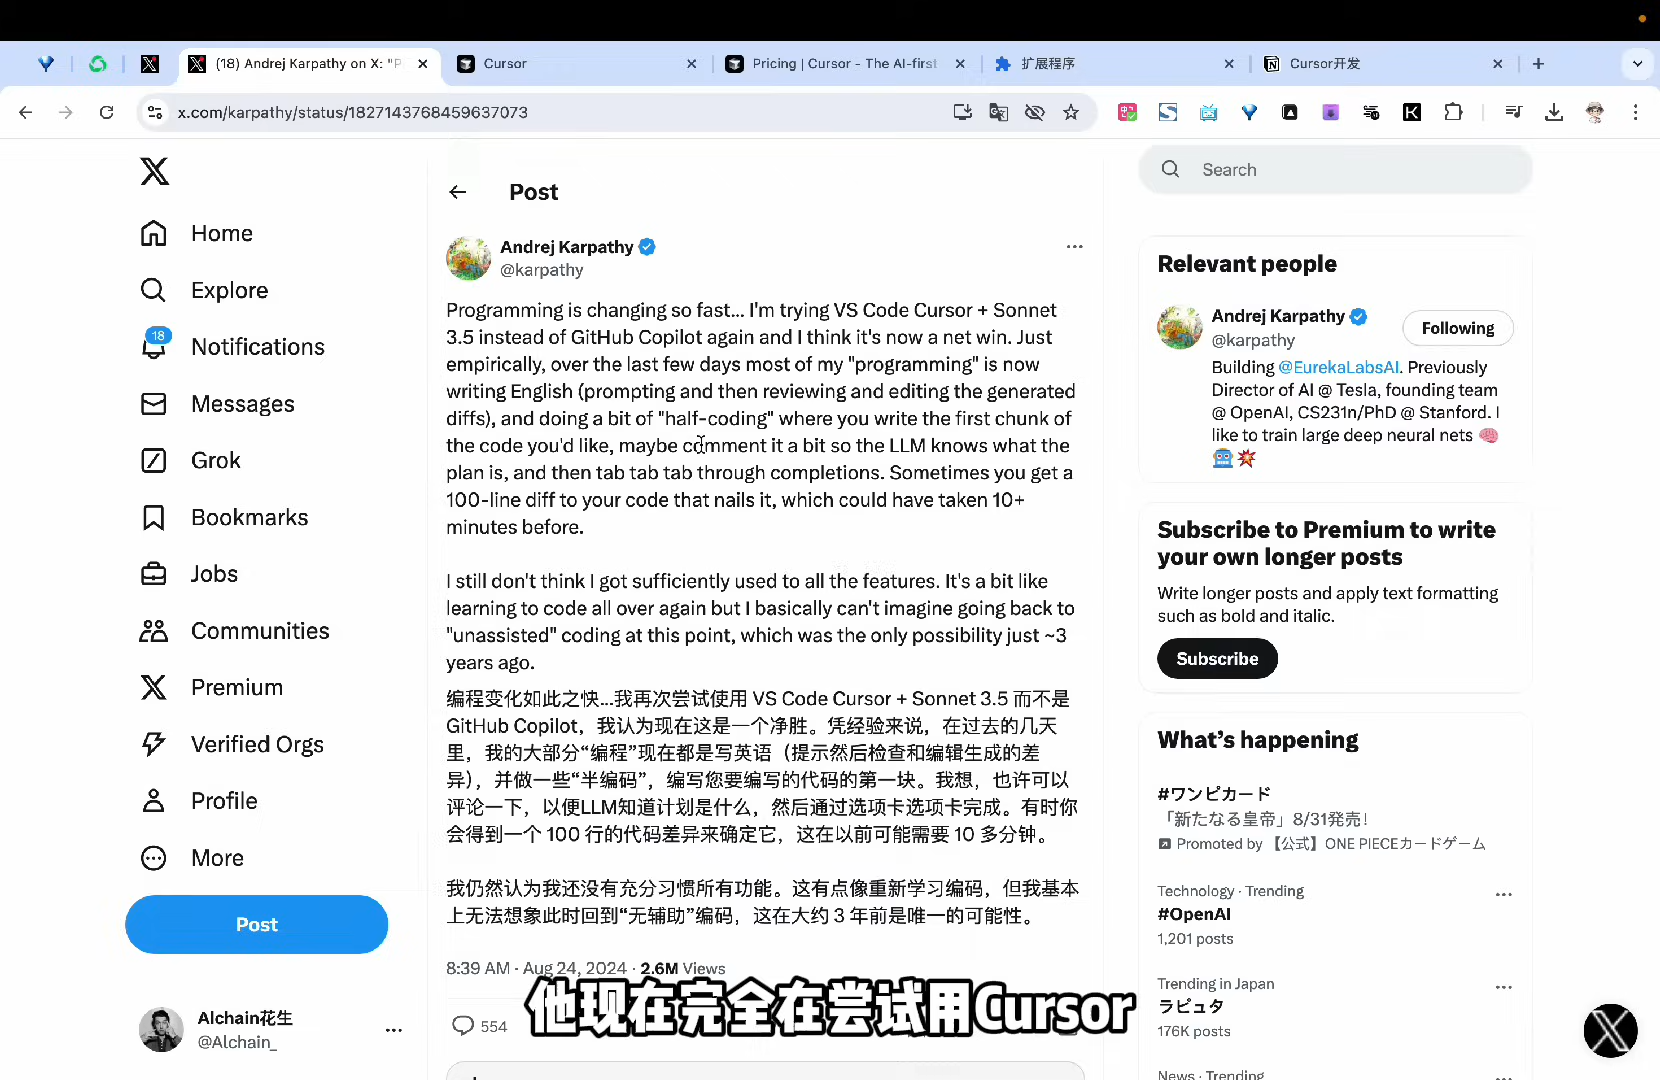 (18) Andrej Karpathy on X: "P
Cursor
Pricing | Cursor - The AI-first
扩展程序
Cursor开发
x.com/karpathy/status/1827143768459637073
Home
Explore
18
Notifications
Messages
Grok
Bookmarks
Jobs
Communities
Premium
Verified Orgs
Profile
More
Post
AIchain花生
@AIchain_
Post
Andrej Karpathy
@karpathy
Programming is changing so fast... I'm trying VS Code Cursor + Sonnet
3.5 instead of GitHub Copilot again and I think it's now a net win. Just
empirically, over the last few days most of my "programming" is now
writing English (prompting and then reviewing and editing the generated
diffs), and doing a bit of "half-coding" where you write the first chunk of
the code you'd like, maybe comment it a bit so the LLM knows what the
plan is, and then tab tab tab through completions. Sometimes you get a
100-line diff to your code that nails it, which could have taken 10+
minutes before.
I still don't think I got sufficiently used to all the features. It's a bit like
learning to code all over again but I basically can't imagine going back to
"unassisted" coding at this point, which was the only possibility just ~3
years ago.
编程变化如此之快...我再次尝试使用 VS Code Cursor + Sonnet 3.5 而不是
GitHub Copilot，我认为现在这是一个净胜。凭经验来说，在过去的几天
里，我的大部分“编程”现在都是写英语（提示然后检查和编辑生成的差
异），并做一些“半编码”，编写您要编写的代码的第一块。我想，也许可以
评论一下，以便LLM知道计划是什么，然后通过选项卡选项卡完成。有时你
会得到一个 100 行的代码差异来确定它，这在以前可能需要 10 多分钟。
我仍然认为我还没有充分习惯所有功能。这有点像重新学习编码，但我基本
上无法想象此时回到“无辅助”编码，这在大约 3 年前是唯一的可能性。
8:39 AM · Aug 24, 2024 · 2.6M Views
554
他现在完全在尝试用Cursor
Search
Relevant people
Andrej Karpathy
@karpathy
Following
Building @EurekaLabsAI. Previously
Director of AI @ Tesla, founding team
@ OpenAI, CS231n/PhD @ Stanford. I
like to train large deep neural nets
Subscribe to Premium to write
your own longer posts
Write longer posts and apply text formatting
such as bold and italic.
Subscribe
What's happening
#ワンピカード
「新たなる皇帝」8/31発売！
Promoted by 【公式】ONE PIECEカードゲーム
Technology · Trending
#OpenAI
1,201 posts
Trending in Japan
ラピュタ
176K posts
News · Trending